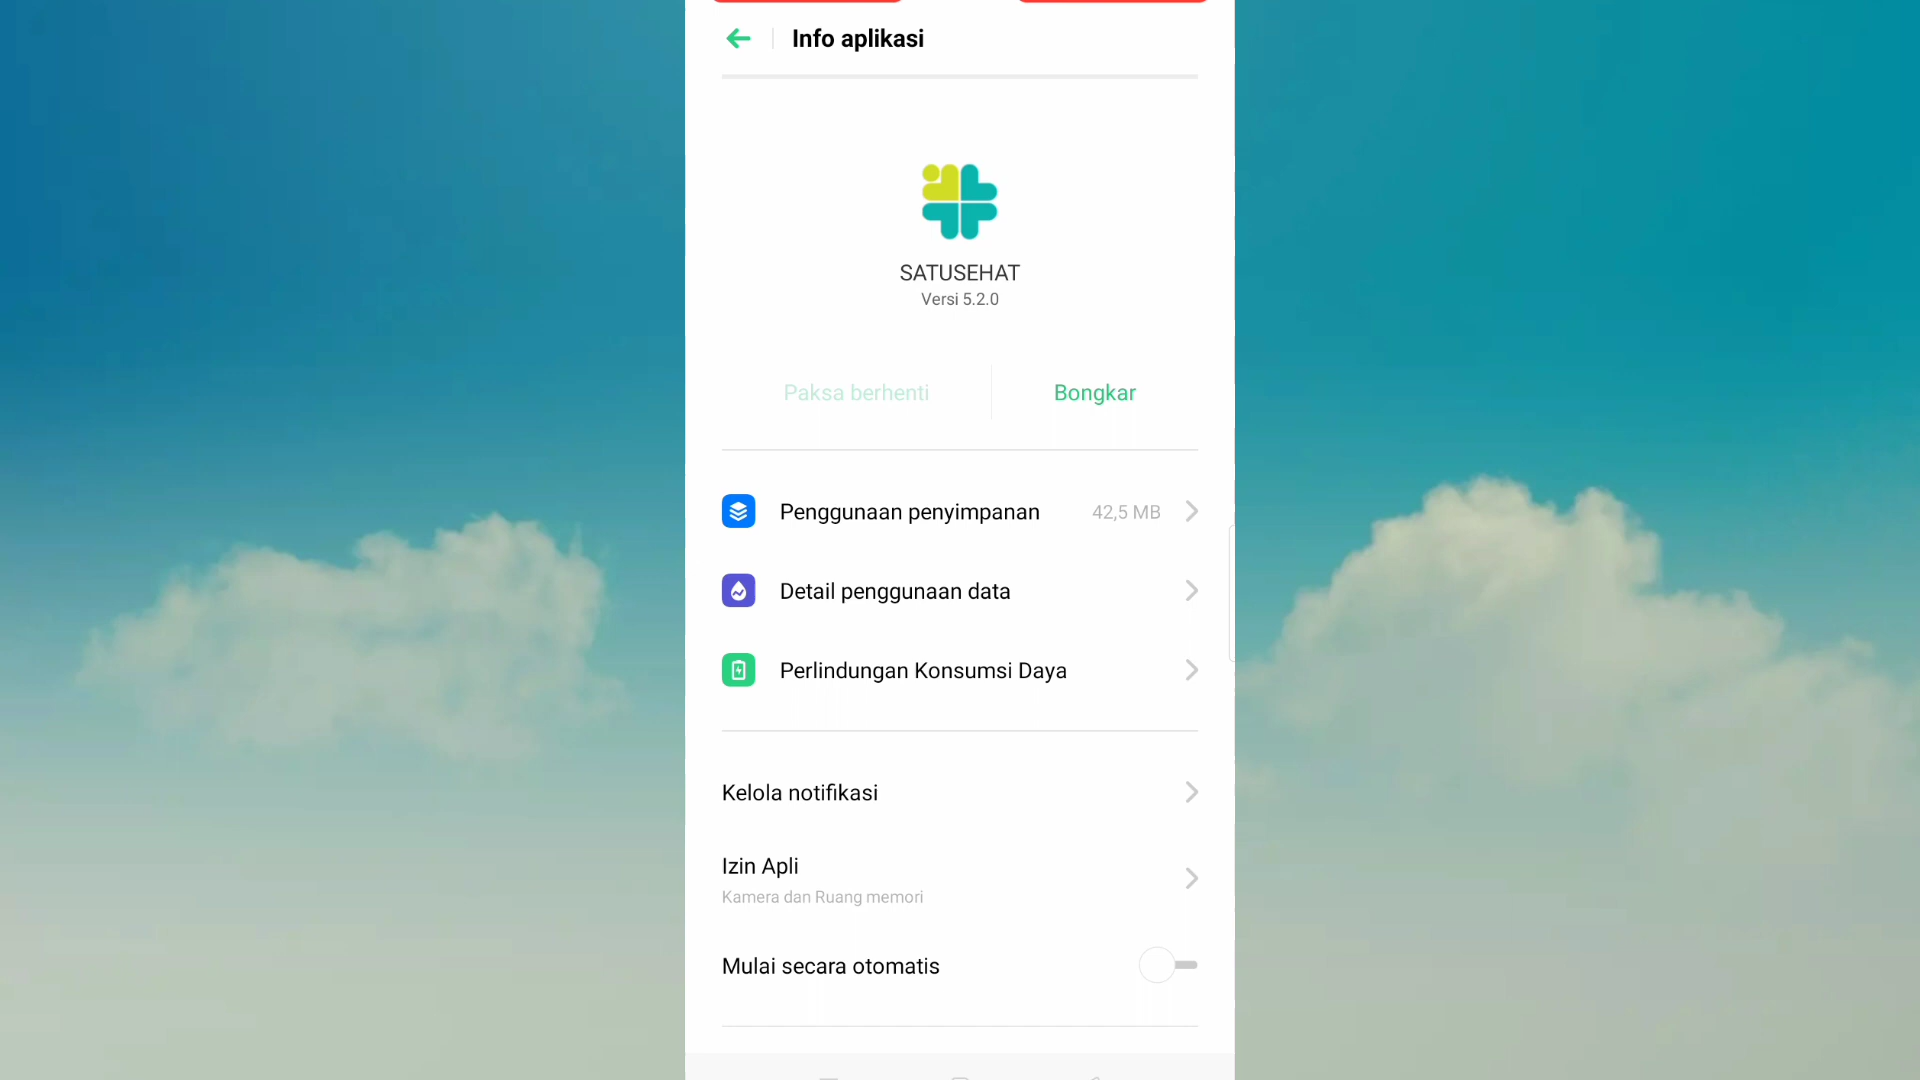 Info aplikasi
SATUSEHAT
Versi 5.2.0
Paksa berhenti
Bongkar
Penggunaan penyimpanan 42,5 MB
Detail penggunaan data
Perlindungan Konsumsi Daya
Kelola notifikasi
Izin Apli
Kamera dan Ruang memori
Mulai secara otomatis